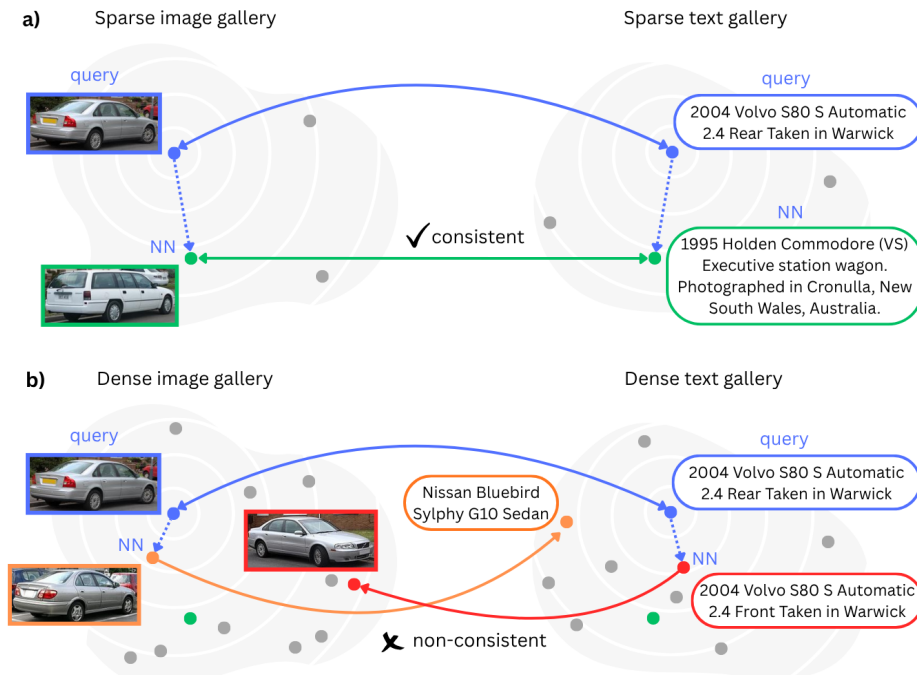 a)
Sparse image gallery
Sparse text gallery
query
query
2004 Volvo S80 S Automatic
2.4 Rear Taken in Warwick
NN
NN
✓ consistent
1995 Holden Commodore (VS)
Executive station wagon.
Photographed in Cronulla, New
South Wales, Australia.
b)
Dense image gallery
Dense text gallery
query
query
Nissan Bluebird
Sylphy G10 Sedan
2004 Volvo S80 S Automatic
2.4 Rear Taken in Warwick
NN
NN
2004 Volvo S80 S Automatic
2.4 Front Taken in Warwick
✗ non-consistent